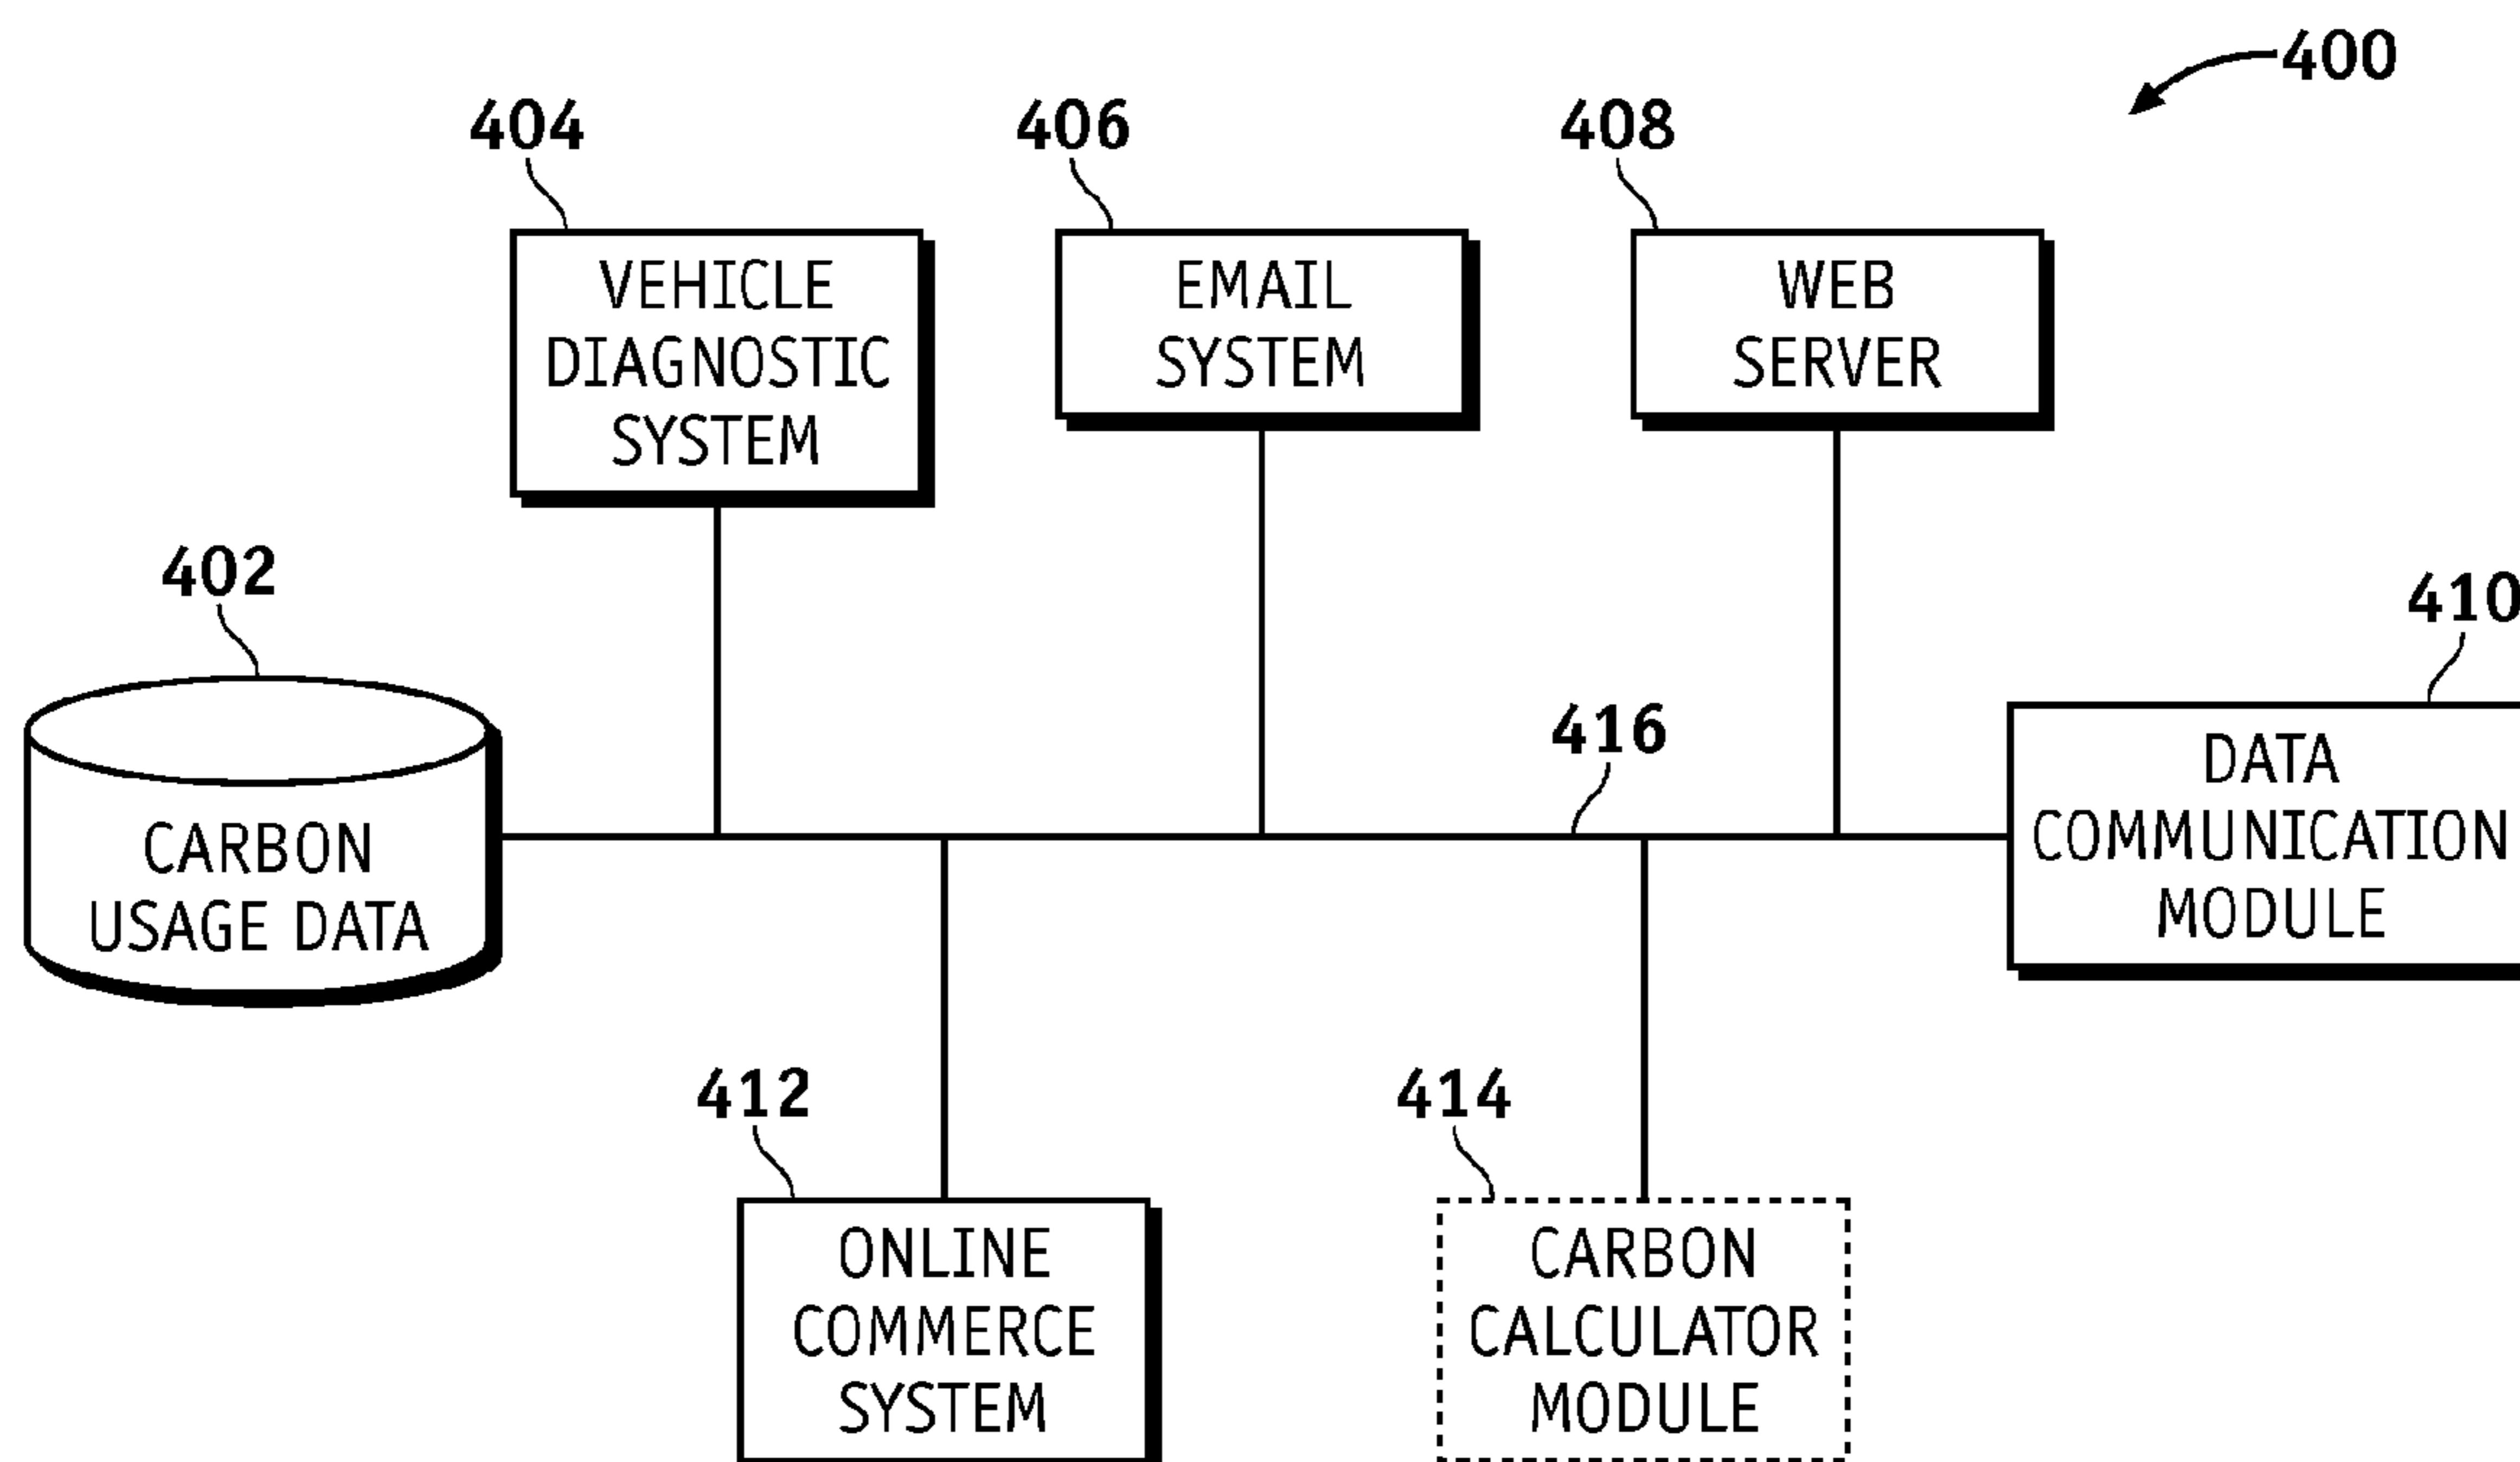 400
404
406
408
VEHICLE
DIAGNOSTIC
SYSTEM
EMAIL
SYSTEM
WEB
SERVER
402
CARBON
USAGE DATA
416
410
DATA
COMMUNICATION
MODULE
412
ONLINE
COMMERCE
SYSTEM
414
CARBON
CALCULATOR
MODULE